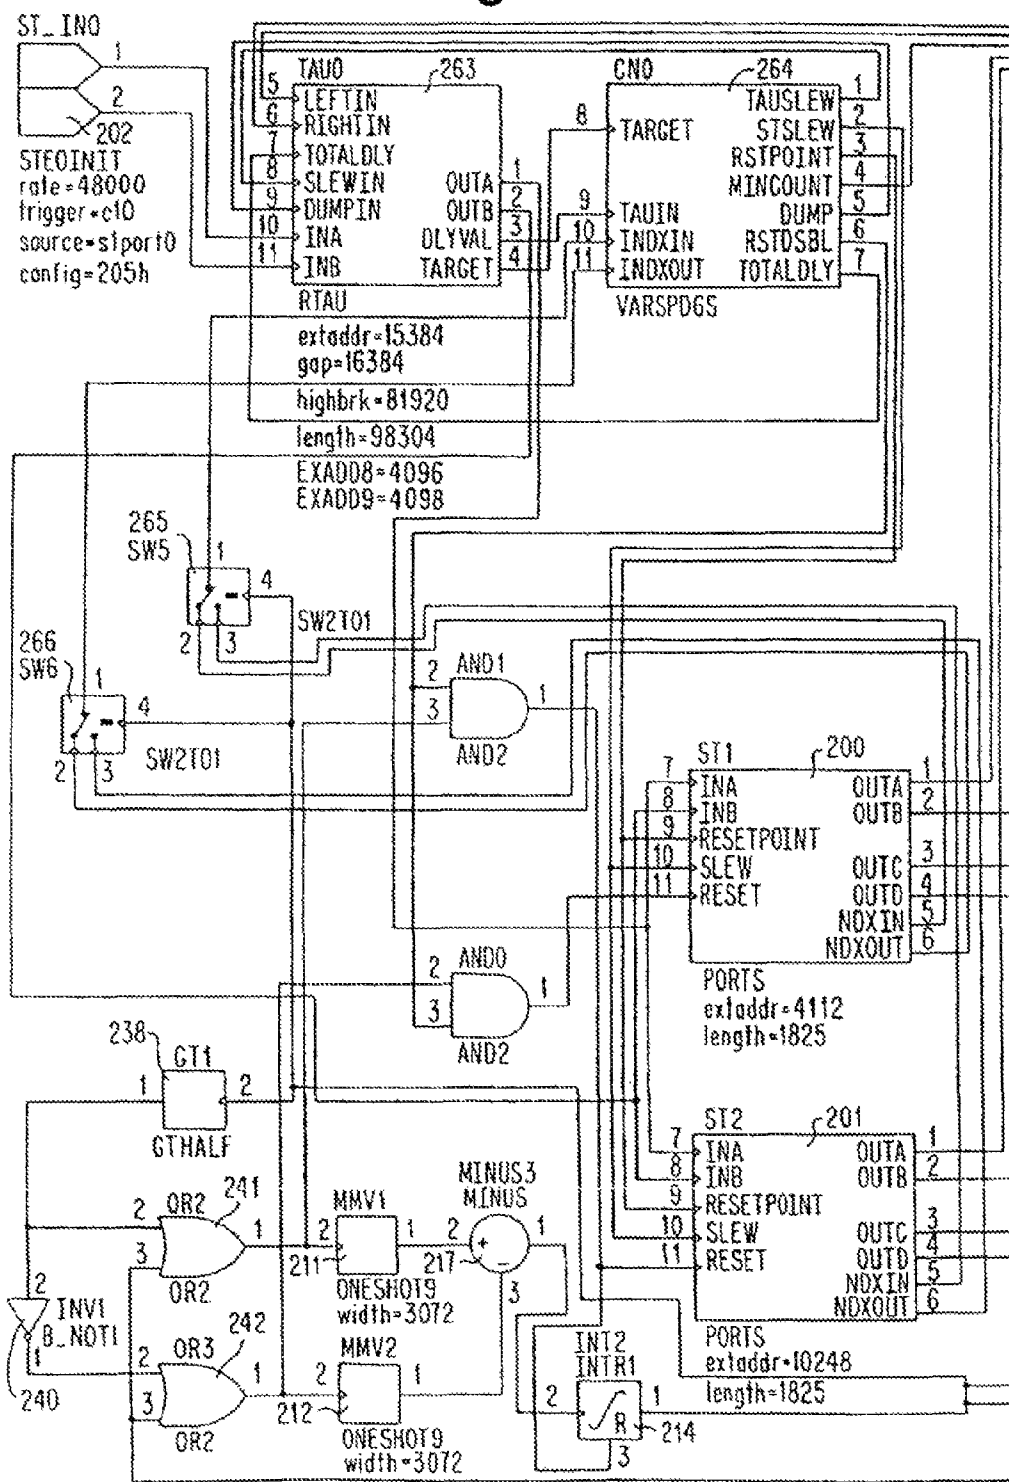 ST_IN0
1
2
202
STEOINIT
rate=48000
trigger=c10
source=stport0
config=205h
TAU0
263
5 LEFTIN
6 RIGHTIN
7 TOTALDLY
8 SLEWIN
9 DUMPIN
10 INA
11 INB
OUTA 1
OUTB 2
DLYVAL 3
TARGET 4
RTAU
extaddr=15384
gap=16384
highbrk=81920
length=98304
EXADD8=4096
EXADD9=4098
CN0
264
8 TARGET
9 TAUIN
10 INDXIN
11 INDXOUT
TAUSLEW 1
STSLEW 2
RSTPOINT 3
MINCOUNT 4
DUMP 5
RSTDSBL 6
TOTALDLY 7
VARSPD6S
265
SW5
1
4
2 3
SW2TO1
266
SW6
1
4
2 3
SW2TO1
AND1
2
3
1
AND2
ST1
200
7 INA
8 INB
9 RESETPOINT
10 SLEW
11 RESET
OUTA 1
OUTB 2
OUTC 3
OUTD 4
NDXIN 5
NDXOUT 6
PORTS
extaddr=4112
length=1825
AND0
2
3
1
AND2
238
GT1
1 2
GTHALF
ST2
201
7 INA
8 INB
9 RESETPOINT
10 SLEW
11 RESET
OUTA 1
OUTB 2
OUTC 3
OUTD 4
NDXIN 5
NDXOUT 6
PORTS
extaddr=10248
length=1825
OR2
241
2
3
1
OR2
MMV1
2 1
211
ONESHOT9
width=3072
MINUS3
MINUS
2 + 1
217 −
3
2
INV1
B_NOT1
1
240
OR3
242
2
3
1
OR2
MMV2
2 1
212
ONESHOT9
width=3072
INT2
INTR1
2 1
R
214
3